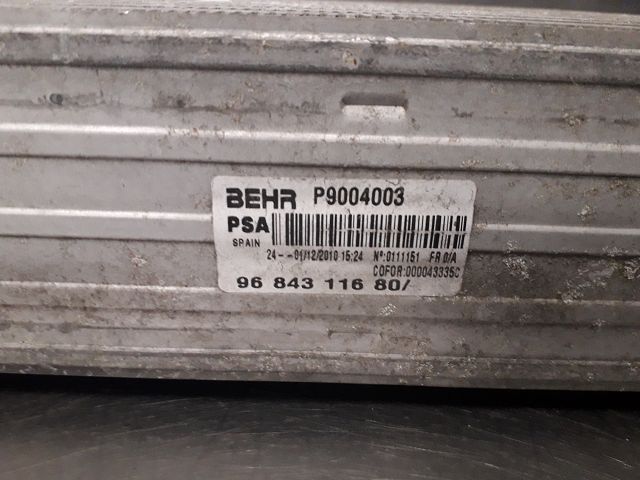 BEHR P9004003
PSA
SPAIN
24--01/12/2010 15:24 Nº:0111151 FR 0/A
COFOR:000043335C
96 843 116 80/